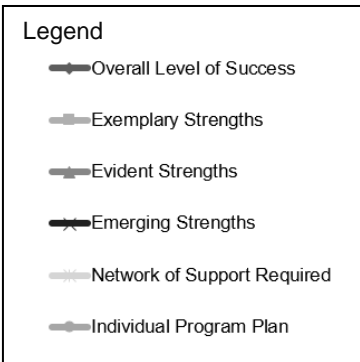 Legend
Overall Level of Success
Exemplary Strengths
Evident Strengths
Emerging Strengths
Network of Support Required
Individual Program Plan